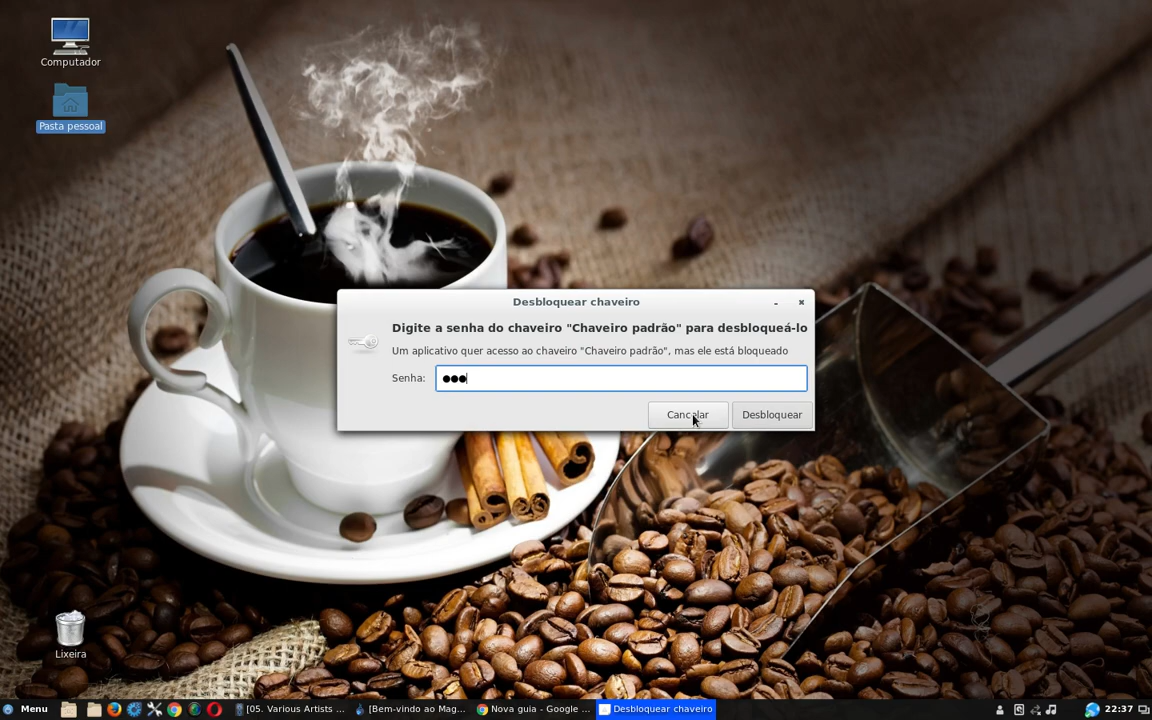 Computador
Pasta pessoal
Desbloquear chaveiro
Digite a senha do chaveiro "Chaveiro padrão" para desbloqueá-lo
Um aplicativo quer acesso ao chaveiro "Chaveiro padrão", mas ele está bloqueado
Senha: ●●●
Cancelar
Desbloquear
Lixeira
Menu
[05. Various Artists ...
[Bem-vindo ao Mag...
Nova guia - Google ...
Desbloquear chaveiro
22:37